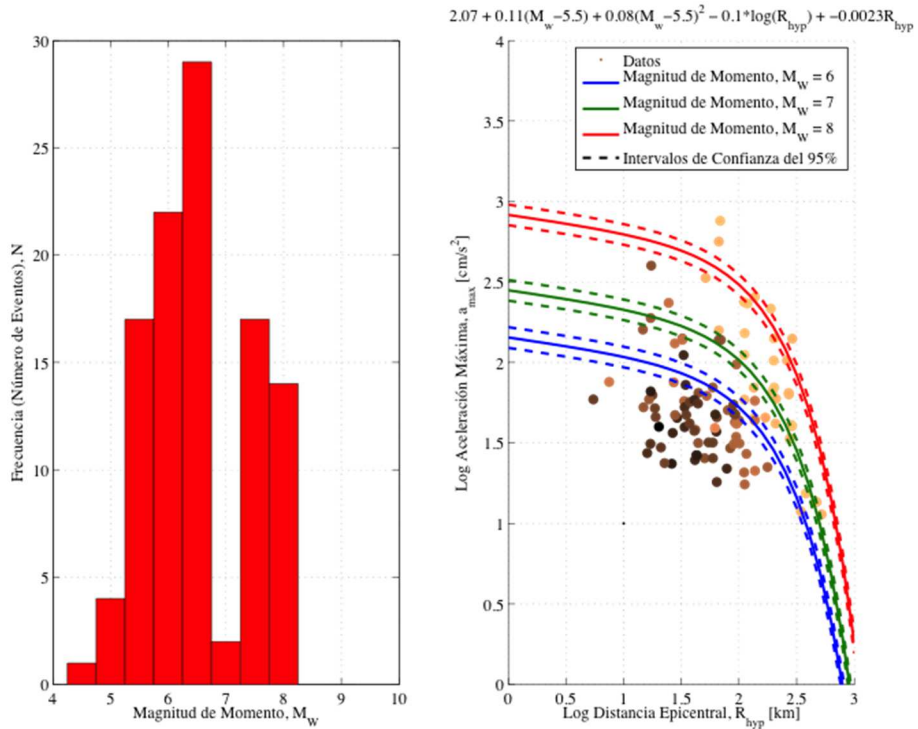 2.07 + 0.11(M_w−5.5) + 0.08(M_w−5.5)² − 0.1*log(R_hyp) + −0.0023R_hyp
30
25
20
15
10
5
0
4 5 6 7 8 9 10
Frecuencia (Número de Eventos), N
Magnitud de Momento, M_W
4
3.5
3
2.5
2
1.5
1
0.5
0
0 0.5 1 1.5 2 2.5 3
Log Aceleración Máxima, a_max [cm/s²]
Log Distancia Epicentral, R_hyp [km]
Datos
Magnitud de Momento, M_W = 6
Magnitud de Momento, M_W = 7
Magnitud de Momento, M_W = 8
Intervalos de Confianza del 95%